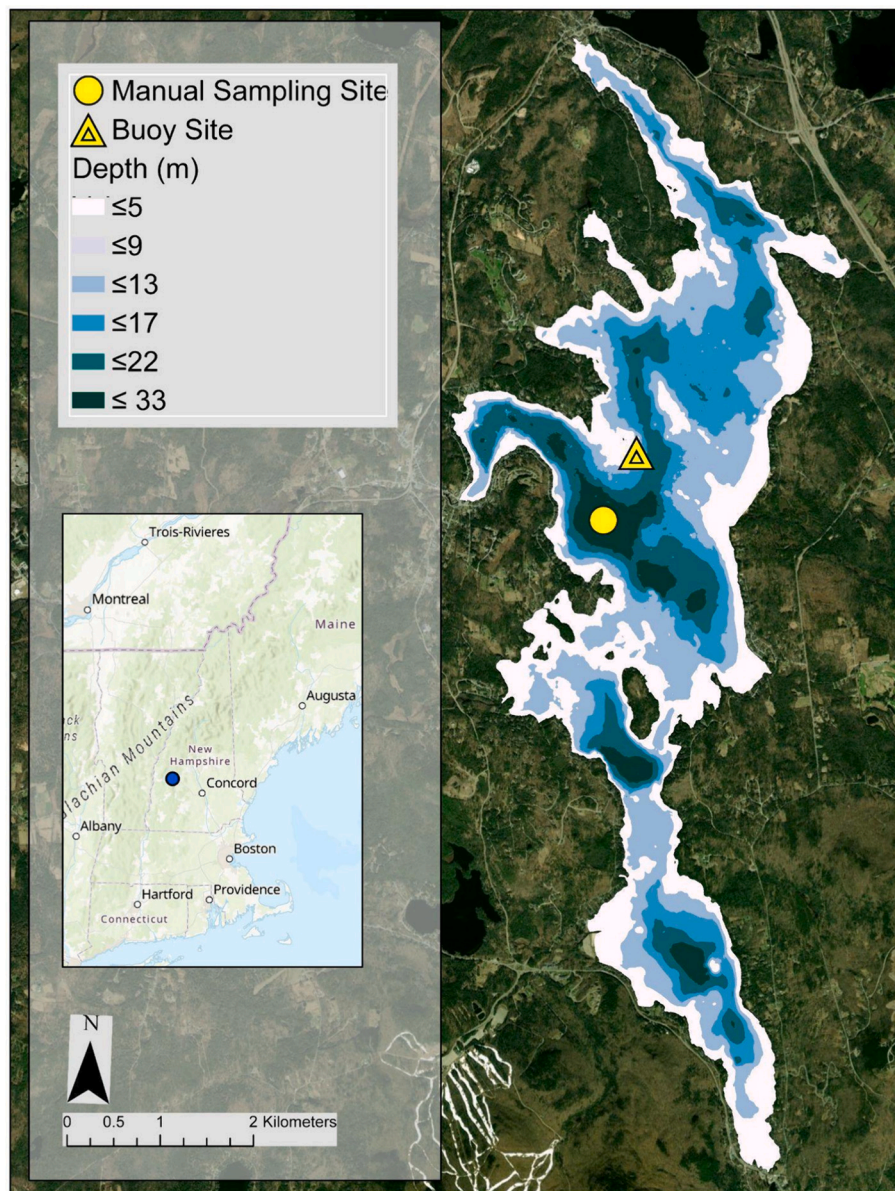 Manual Sampling Site
Buoy Site
Depth (m)
≤5
≤9
≤13
≤17
≤22
≤ 33
Trois-Rivieres
Montreal
Maine
Augusta
Appalachian Mountains
New
Hampshire
Concord
Albany
Boston
Hartford
Providence
Connecticut
N
0 0.5 1 2 Kilometers